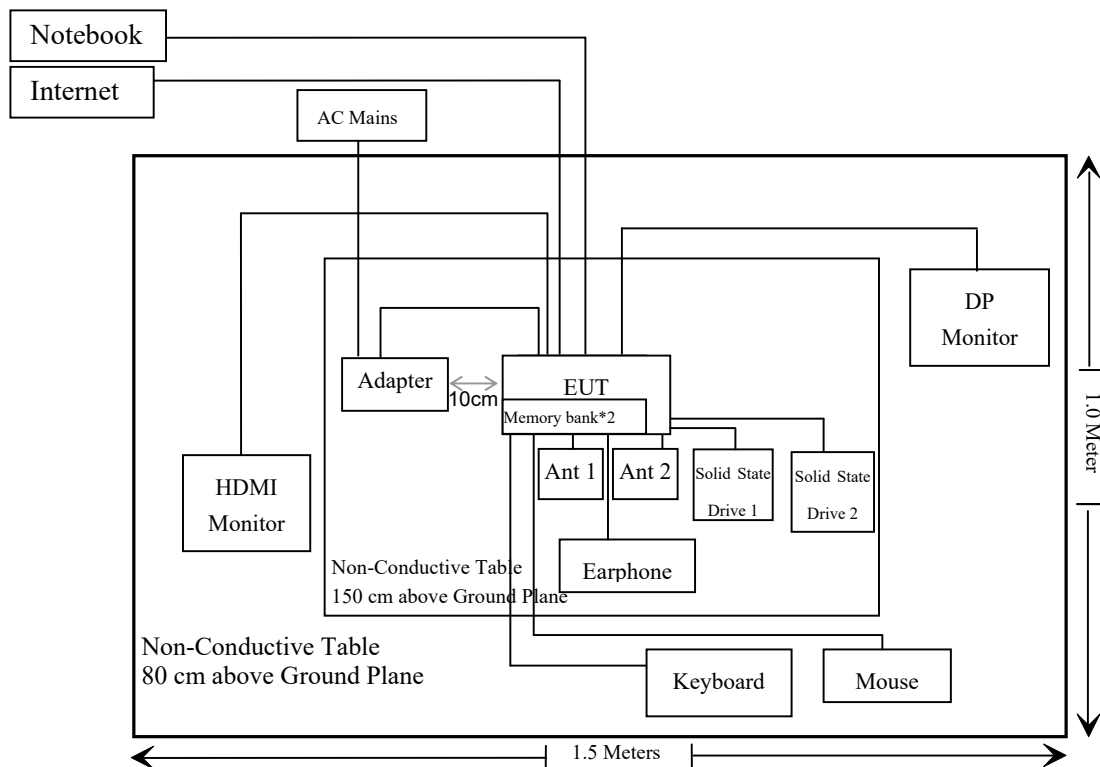 Notebook
Internet
AC Mains
DP
Monitor
Adapter
10cm
EUT
Memory bank*2
1.0 Meter
Ant 1
Ant 2
Solid State
Drive 1
Solid State
Drive 2
HDMI
Monitor
Earphone
Non-Conductive Table
150 cm above Ground Plane
Non-Conductive Table
80 cm above Ground Plane
Keyboard
Mouse
1.5 Meters